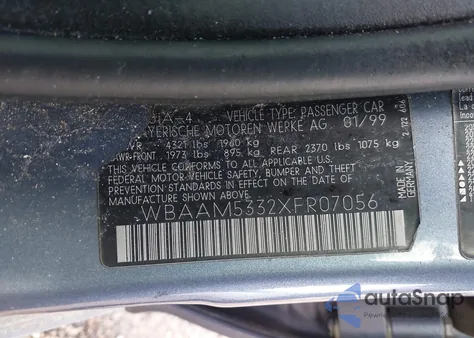 VEHICLE TYPE: PASSENGER CAR
BAYERISCHE MOTOREN WERKE AG 01/99
GVWR 4321 lbs 1960 kg
GAWR-FRONT 1973 lbs 895 kg REAR 2370 lbs 1075 kg
THIS VEHICLE CONFORMS TO ALL APPLICABLE U.S.
FEDERAL MOTOR VEHICLE SAFETY, BUMPER AND THEFT
PREVENTION STANDARDS IN EFFECT ON THE DATE OF
MANUFACTURE SHOWN ABOVE.
WBAAM5332XFR07056
MADE IN
GERMANY
autoSnap